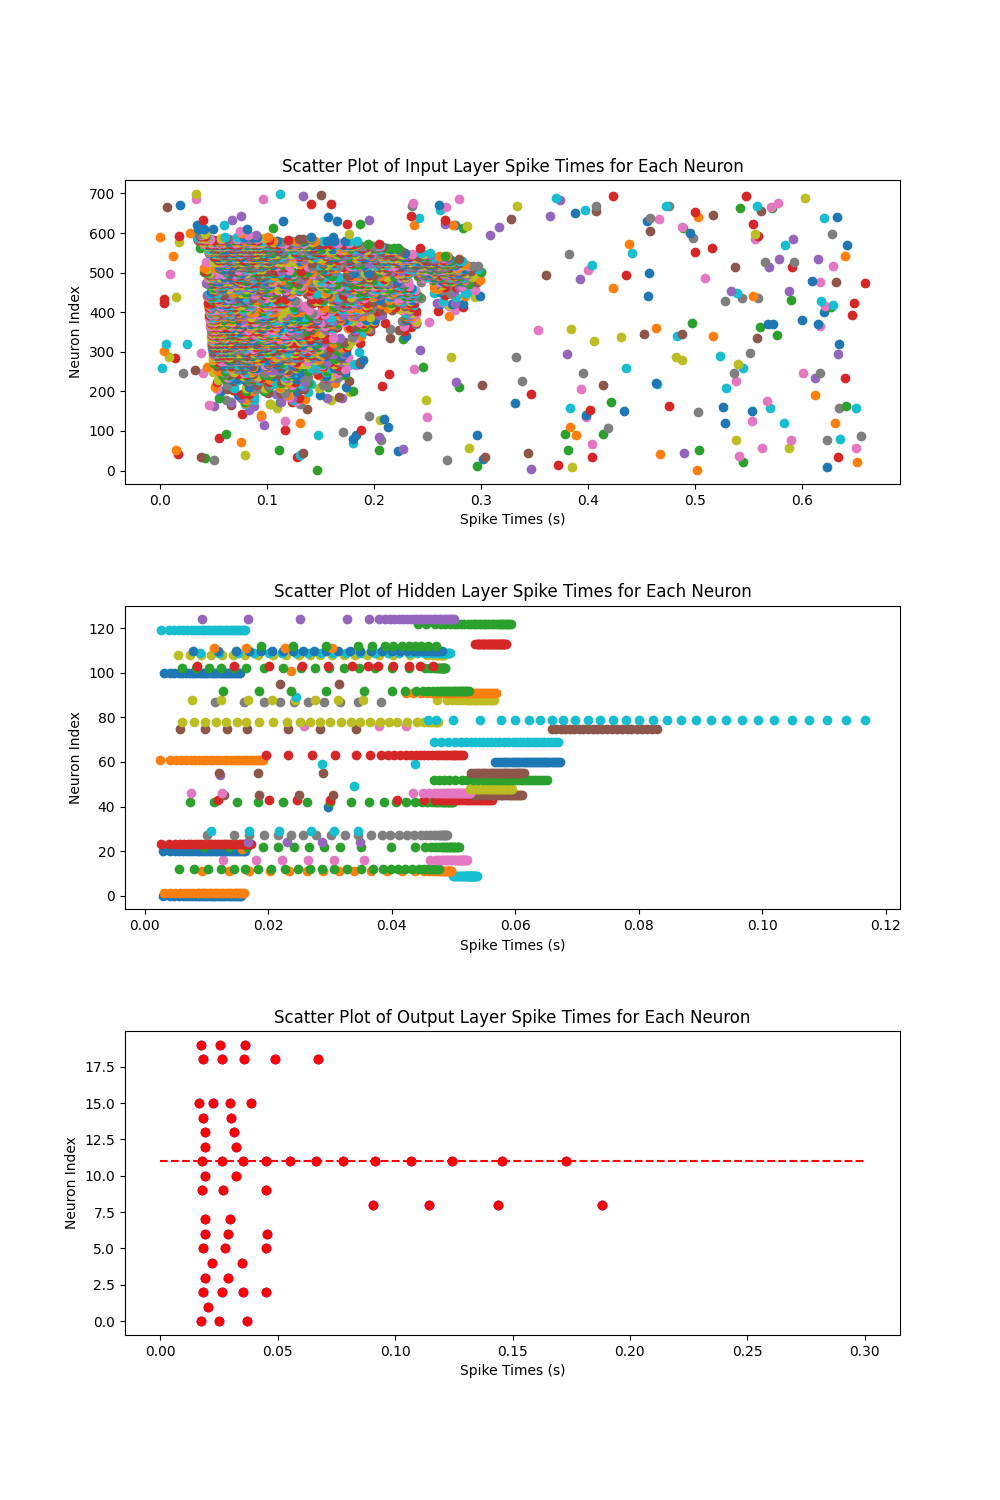 Scatter Plot of Input Layer Spike Times for Each Neuron
700
600
500
400
300
200
100
0
Neuron Index
0.0 0.1 0.2 0.3 0.4 0.5 0.6
Spike Times (s)
Scatter Plot of Hidden Layer Spike Times for Each Neuron
120
100
80
60
40
20
0
Neuron Index
0.00 0.02 0.04 0.06 0.08 0.10 0.12
Spike Times (s)
Scatter Plot of Output Layer Spike Times for Each Neuron
17.5
15.0
12.5
10.0
7.5
5.0
2.5
0.0
Neuron Index
0.00 0.05 0.10 0.15 0.20 0.25 0.30
Spike Times (s)